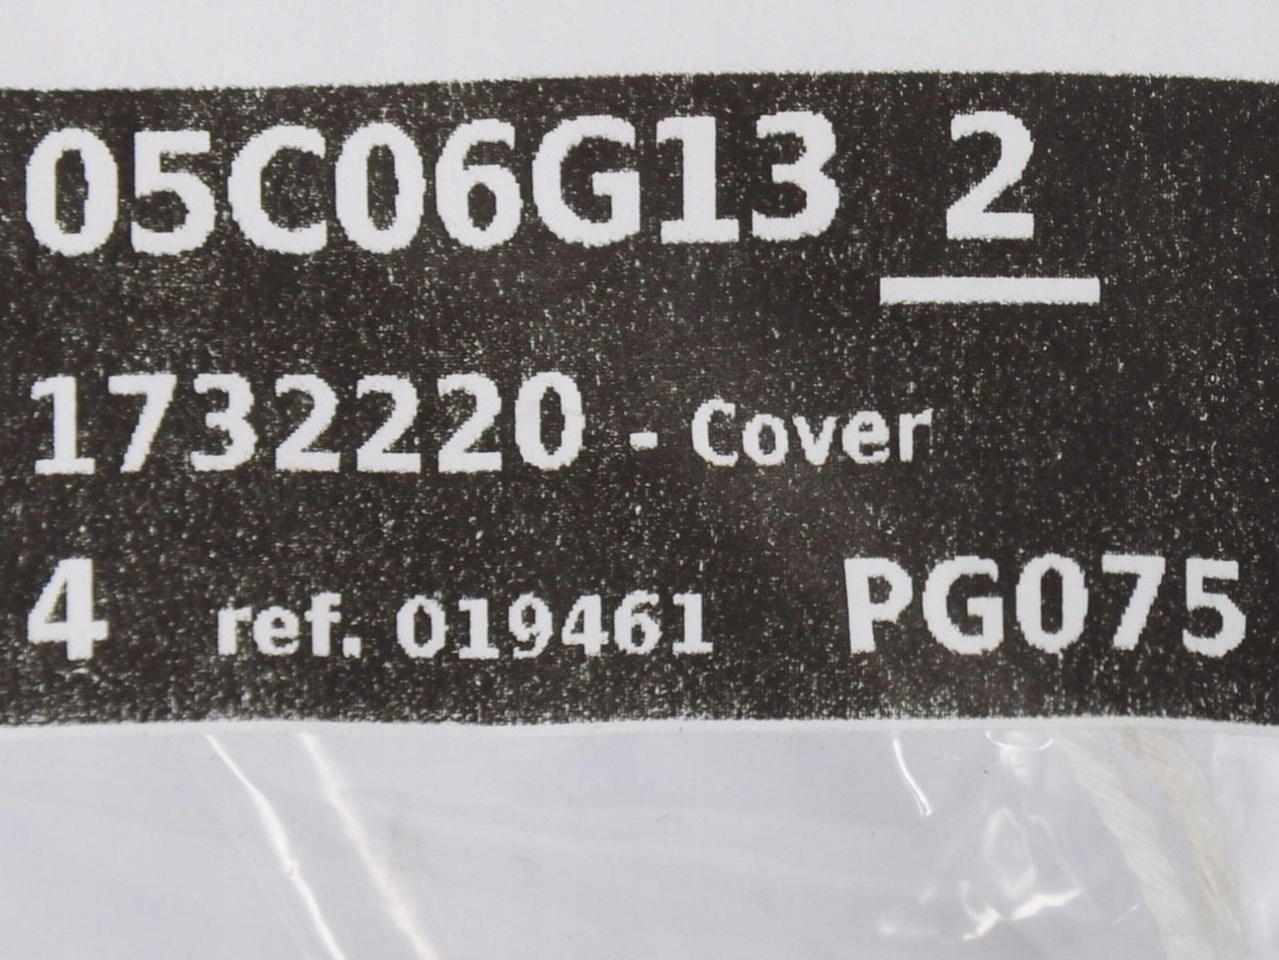 05C06G13 2
1732220 - Cover
4 ref. 019461 PG075